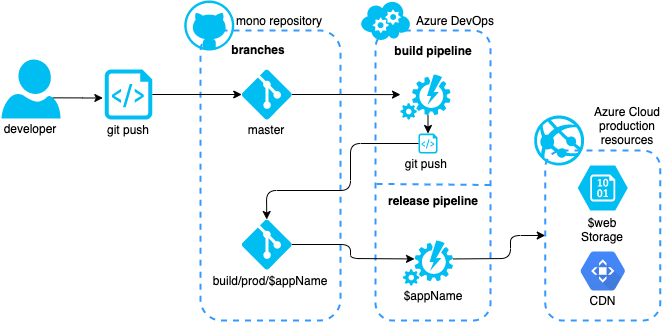 mono repository
Azure DevOps
branches
build pipeline
developer
git push
master
git push
Azure Cloud
production
resources
release pipeline
10
01
$web
Storage
build/prod/$appName
$appName
CDN